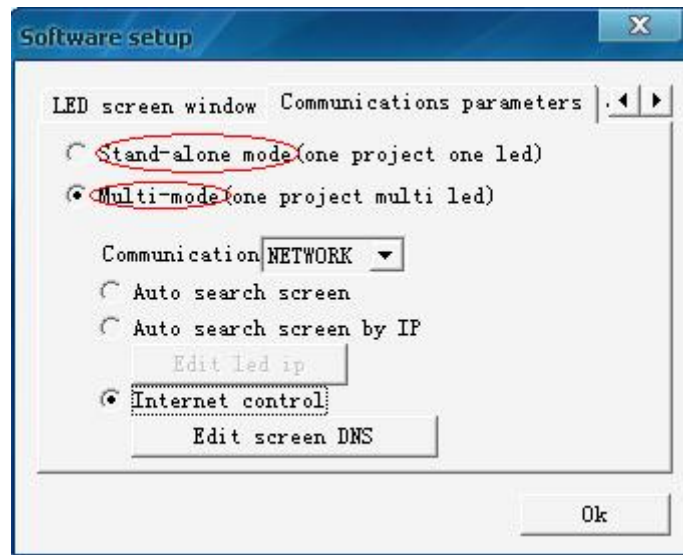 Software setup
LED screen window Communications parameters
Stand-alone mode(one project one led)
Multi-mode(one project multi led)
Communication NETWORK
Auto search screen
Auto search screen by IP
Edit led ip
Internet control
Edit screen DNS
Ok